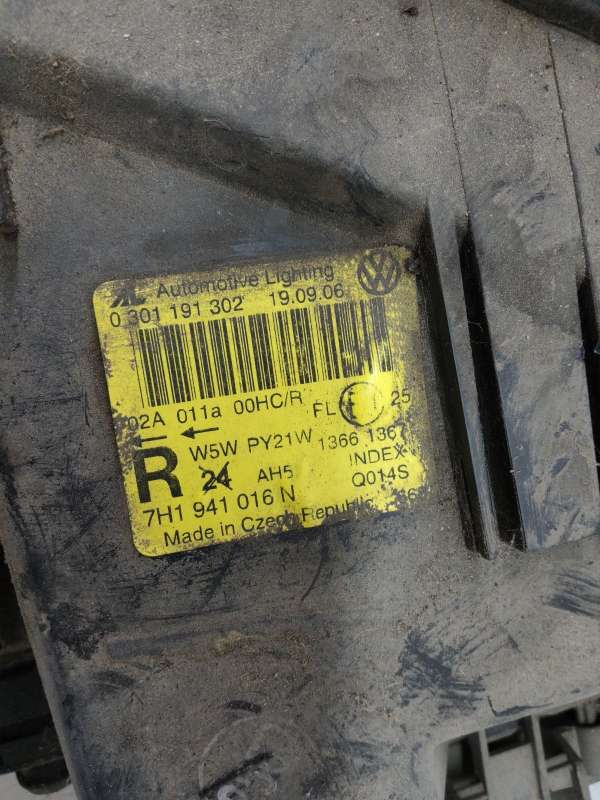 AL Automotive Lighting
0 301 191 302 19.09.06
02A 011a 00HC/R FL 25
R W5W PY21W 1366 1367
24 AH5 INDEX
7H1 941 016 N Q014S
Made in Czech Republic